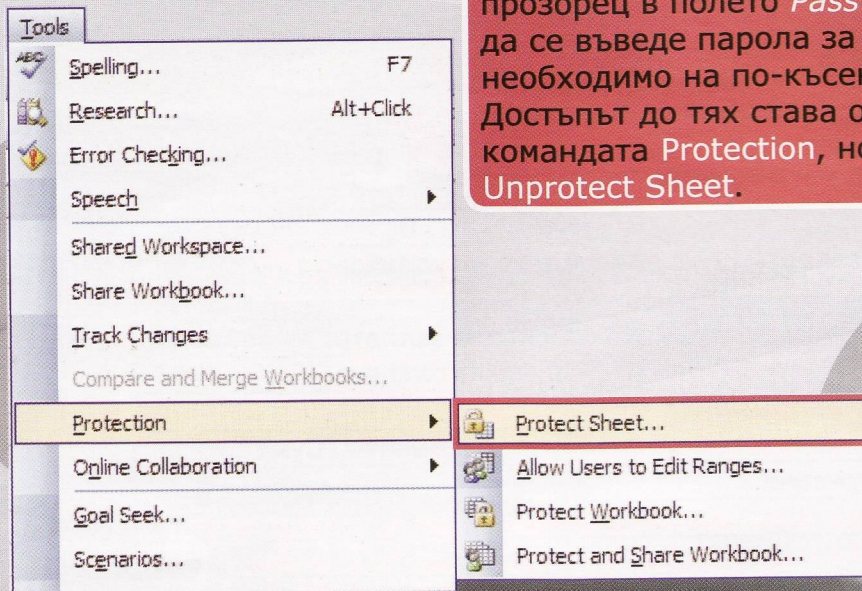 прозорец в полето Pass
да се въведе парола за
необходимо на по-късен
Достъпът до тях става
командата Protection,
Unprotect Sheet.
Tools
Spelling... F7
Research... Alt+Click
Error Checking...
Speech
Shared Workspace...
Share Workbook...
Track Changes
Compare and Merge Workbooks...
Protection
Online Collaboration
Goal Seek...
Scenarios...
Protect Sheet...
Allow Users to Edit Ranges...
Protect Workbook...
Protect and Share Workbook...